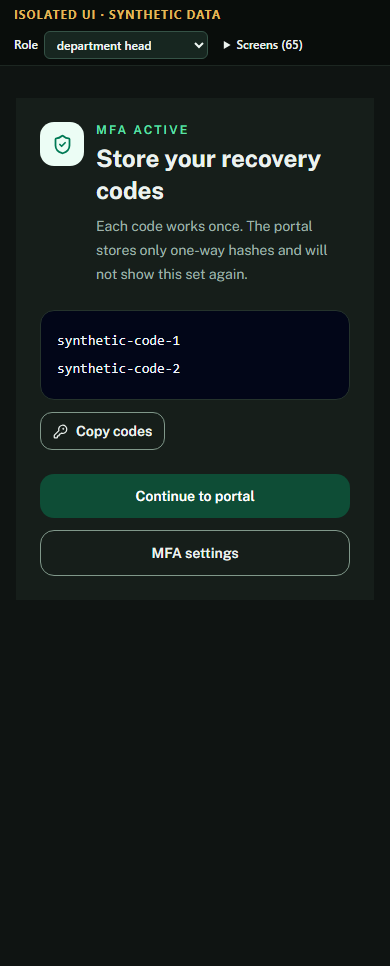 ISOLATED UI · SYNTHETIC DATA
Role department head ▶ Screens (65)
MFA ACTIVE
Store your recovery
codes
Each code works once. The portal
stores only one-way hashes and will
not show this set again.
synthetic-code-1
synthetic-code-2
Copy codes
Continue to portal
MFA settings